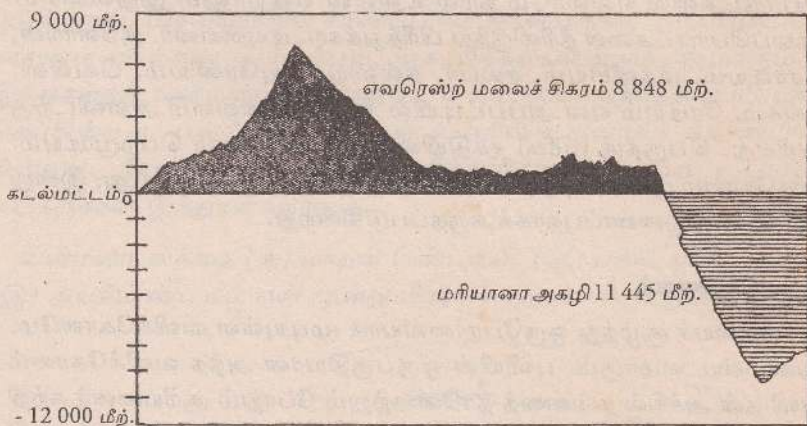 9 000 மீற்.
எவரெஸ்ற் மலைச் சிகரம் 8 848 மீற்.
கடல்மட்டம் 0
மரியானா அகழி 11 445 மீற்.
- 12 000 மீற்.